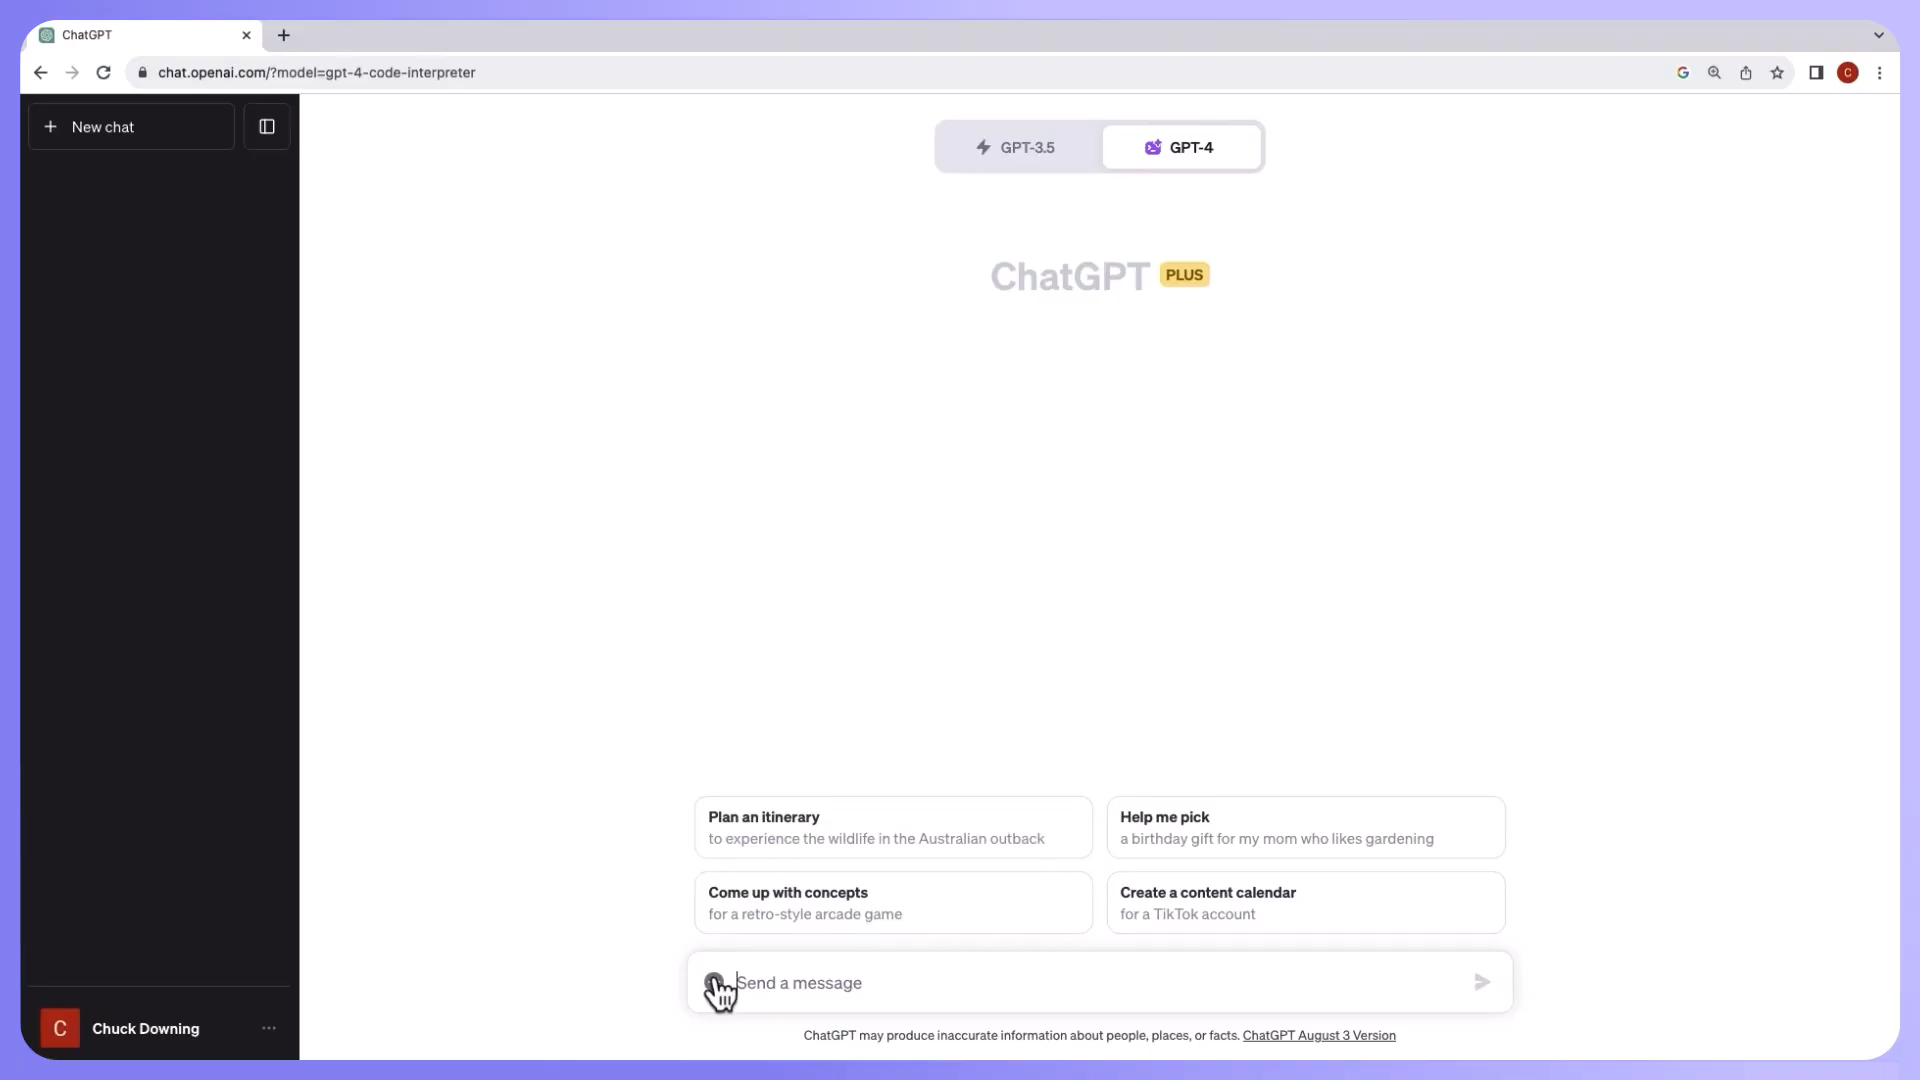 ChatGPT
chat.openai.com/?model=gpt-4-code-interpreter
C
New chat
GPT-3.5
GPT-4
ChatGPT PLUS
Plan an itinerary
to experience the wildlife in the Australian outback
Help me pick
a birthday gift for my mom who likes gardening
Come up with concepts
for a retro-style arcade game
Create a content calendar
for a TikTok account
Send a message
C Chuck Downing
ChatGPT may produce inaccurate information about people, places, or facts. ChatGPT August 3 Version